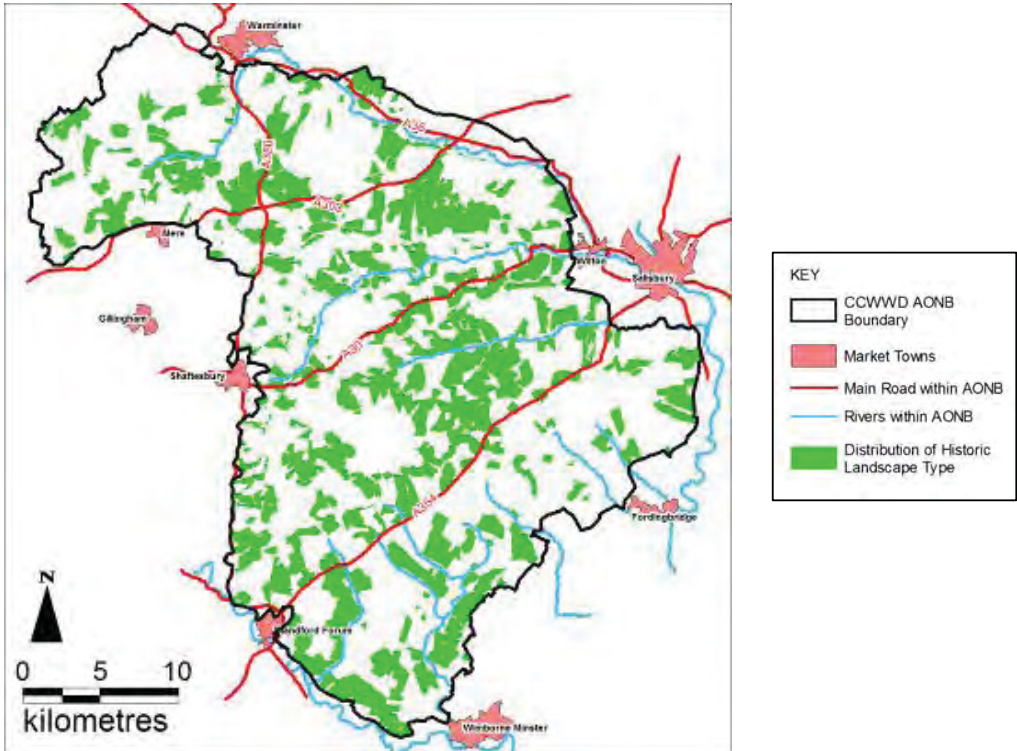 Warminster
A36
A350
A303
Mere
Wilton
Salisbury
Gillingham
A30
Shaftesbury
A354
Fordingbridge
N
Blandford Forum
0 5 10
kilometres
Wimborne Minster
KEY
CCWWD AONB
Boundary
Market Towns
Main Road within AONB
Rivers within AONB
Distribution of Historic
Landscape Type